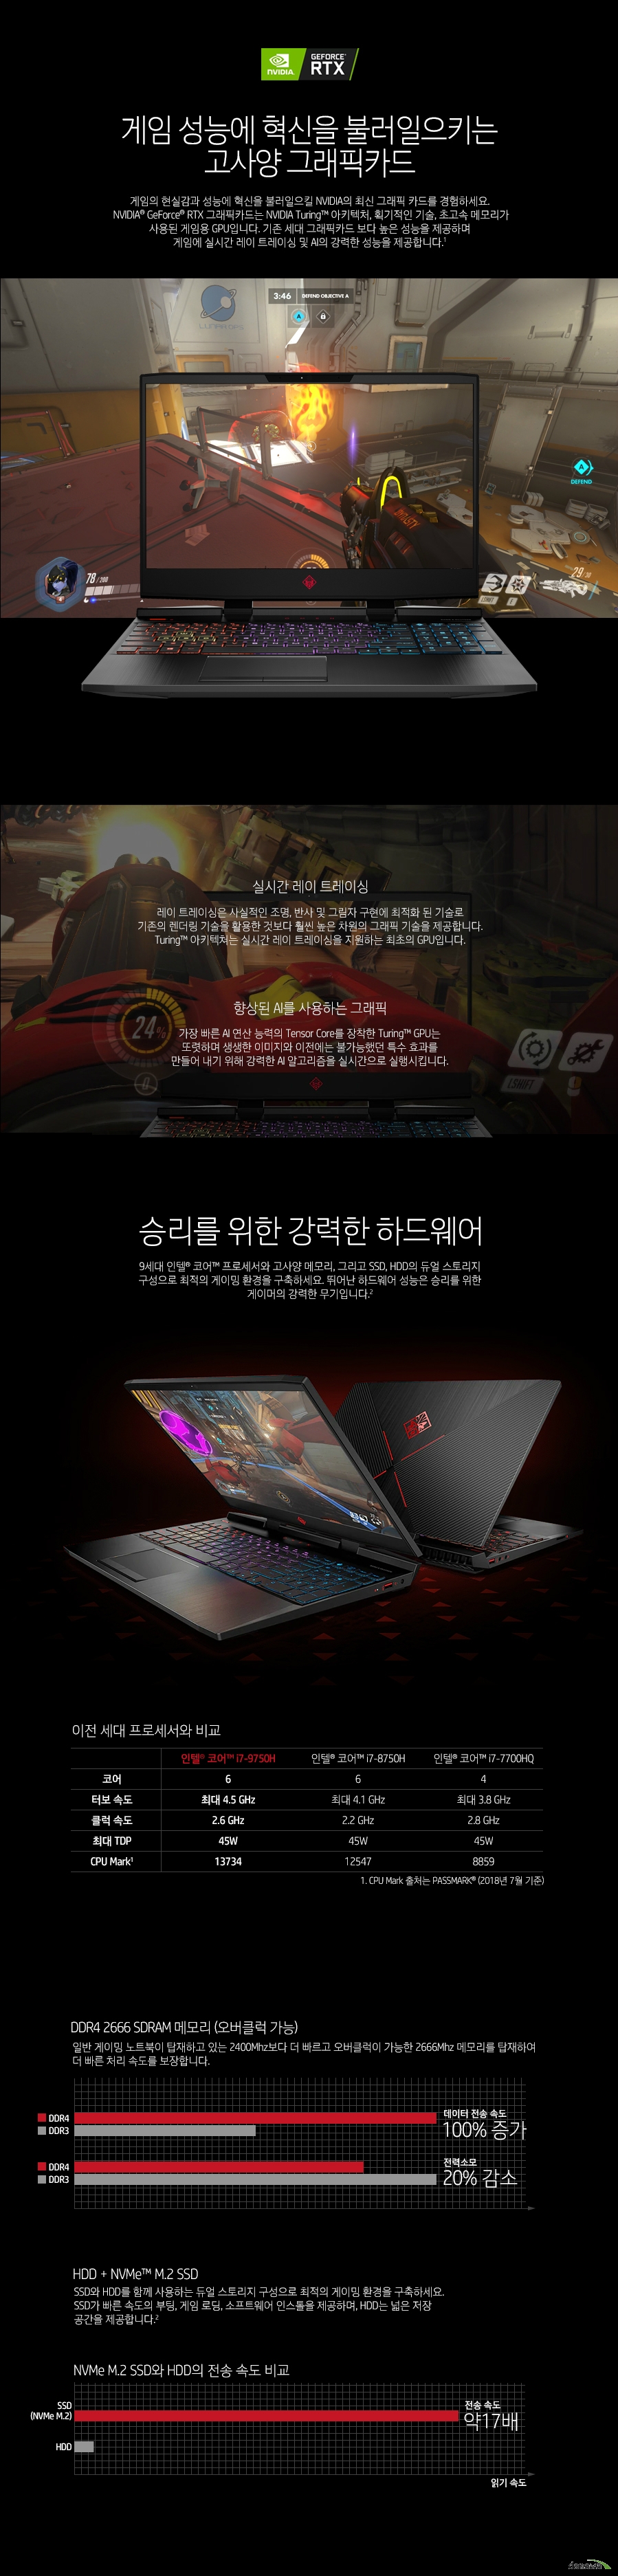 NVIDIA.
GEFORCE®
RTX
게임 성능에 혁신을 불러일으키는
고사양 그래픽카드
게임의 현실감과 성능에 혁신을 불러일으킬 NVIDIA의 최신 그래픽 카드를 경험하세요.
NVIDIA® GeForce® RTX 그래픽카드는 NVIDIA Turing™ 아키텍처, 획기적인 기술, 초고속 메모리가
사용된 게임용 GPU입니다. 기존 세대 그래픽카드 보다 높은 성능을 제공하며
게임에 실시간 레이 트레이싱 및 AI의 강력한 성능을 제공합니다.¹
3:46 DEFEND OBJECTIVE A
A
A
DEFEND
78 / 200
29
실시간 레이 트레이싱
레이 트레이싱은 사실적인 조명, 반사 및 그림자 구현에 최적화 된 기술로
기존의 렌더링 기술을 활용한 것보다 훨씬 높은 차원의 그래픽 기술을 제공합니다.
Turing™ 아키텍쳐는 실시간 레이 트레이싱을 지원하는 최초의 GPU입니다.
향상된 AI를 사용하는 그래픽
가장 빠른 AI 연산 능력의 Tensor Core를 장착한 Turing™ GPU는
또렷하며 생생한 이미지와 이전에는 불가능했던 특수 효과를
만들어 내기 위해 강력한 AI 알고리즘을 실시간으로 실행시킵니다.
24%
0
L.SHIFT
승리를 위한 강력한 하드웨어
9세대 인텔® 코어™ 프로세서와 고사양 메모리, 그리고 SSD, HDD의 듀얼 스토리지
구성으로 최적의 게이밍 환경을 구축하세요. 뛰어난 하드웨어 성능은 승리를 위한
게이머의 강력한 무기입니다.²
이전 세대 프로세서와 비교
인텔® 코어™ i7-9750H 인텔® 코어™ i7-8750H 인텔® 코어™ i7-7700HQ
코어 6 6 4
터보 속도 최대 4.5 GHz 최대 4.1 GHz 최대 3.8 GHz
클럭 속도 2.6 GHz 2.2 GHz 2.8 GHz
최대 TDP 45W 45W 45W
CPU Mark¹ 13734 12547 8859
1. CPU Mark 출처는 PASSMARK® (2018년 7월 기준)
DDR4 2666 SDRAM 메모리 (오버클럭 가능)
일반 게이밍 노트북이 탑재하고 있는 2400Mhz보다 더 빠르고 오버클럭이 가능한 2666Mhz 메모리를 탑재하여
더 빠른 처리 속도를 보장합니다.
DDR4
DDR3
데이터 전송 속도
100% 증가
DDR4
DDR3
전력소모
20% 감소
HDD + NVMe™ M.2 SSD
SSD와 HDD를 함께 사용하는 듀얼 스토리지 구성으로 최적의 게이밍 환경을 구축하세요.
SSD가 빠른 속도의 부팅, 게임 로딩, 소프트웨어 인스톨을 제공하며, HDD는 넓은 저장
공간을 제공합니다.²
NVMe M.2 SSD와 HDD의 전송 속도 비교
SSD
(NVMe M.2)
전송 속도
약17배
HDD
읽기 속도